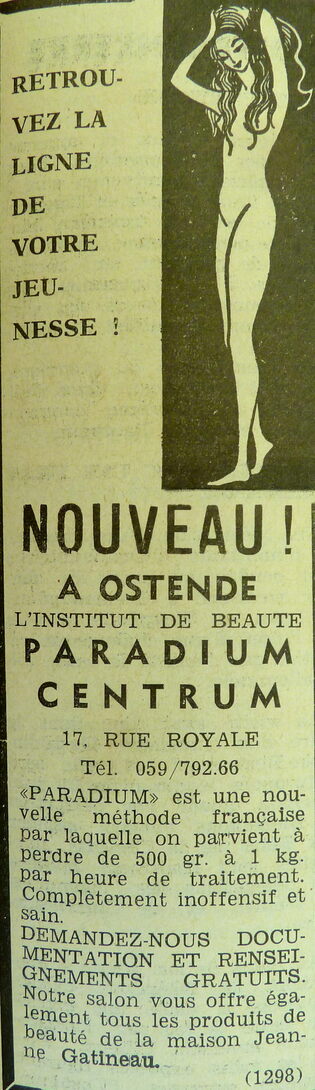 RETROU-
VEZ LA
LIGNE
DE
VOTRE
JEU-
NESSE !
NOUVEAU !
A OSTENDE
L'INSTITUT DE BEAUTE
PARADIUM
CENTRUM
17, RUE ROYALE
Tél. 059/792.66
«PARADIUM» est une nou-
velle méthode française
par laquelle on parvient à
perdre de 500 gr. à 1 kg.
par heure de traitement.
Complètement inoffensif et
sain.
DEMANDEZ-NOUS DOCU-
MENTATION ET RENSEI-
GNEMENTS GRATUITS.
Notre salon vous offre éga-
lement tous les produits de
beauté de la maison Jean-
ne Gatineau.
(1298)